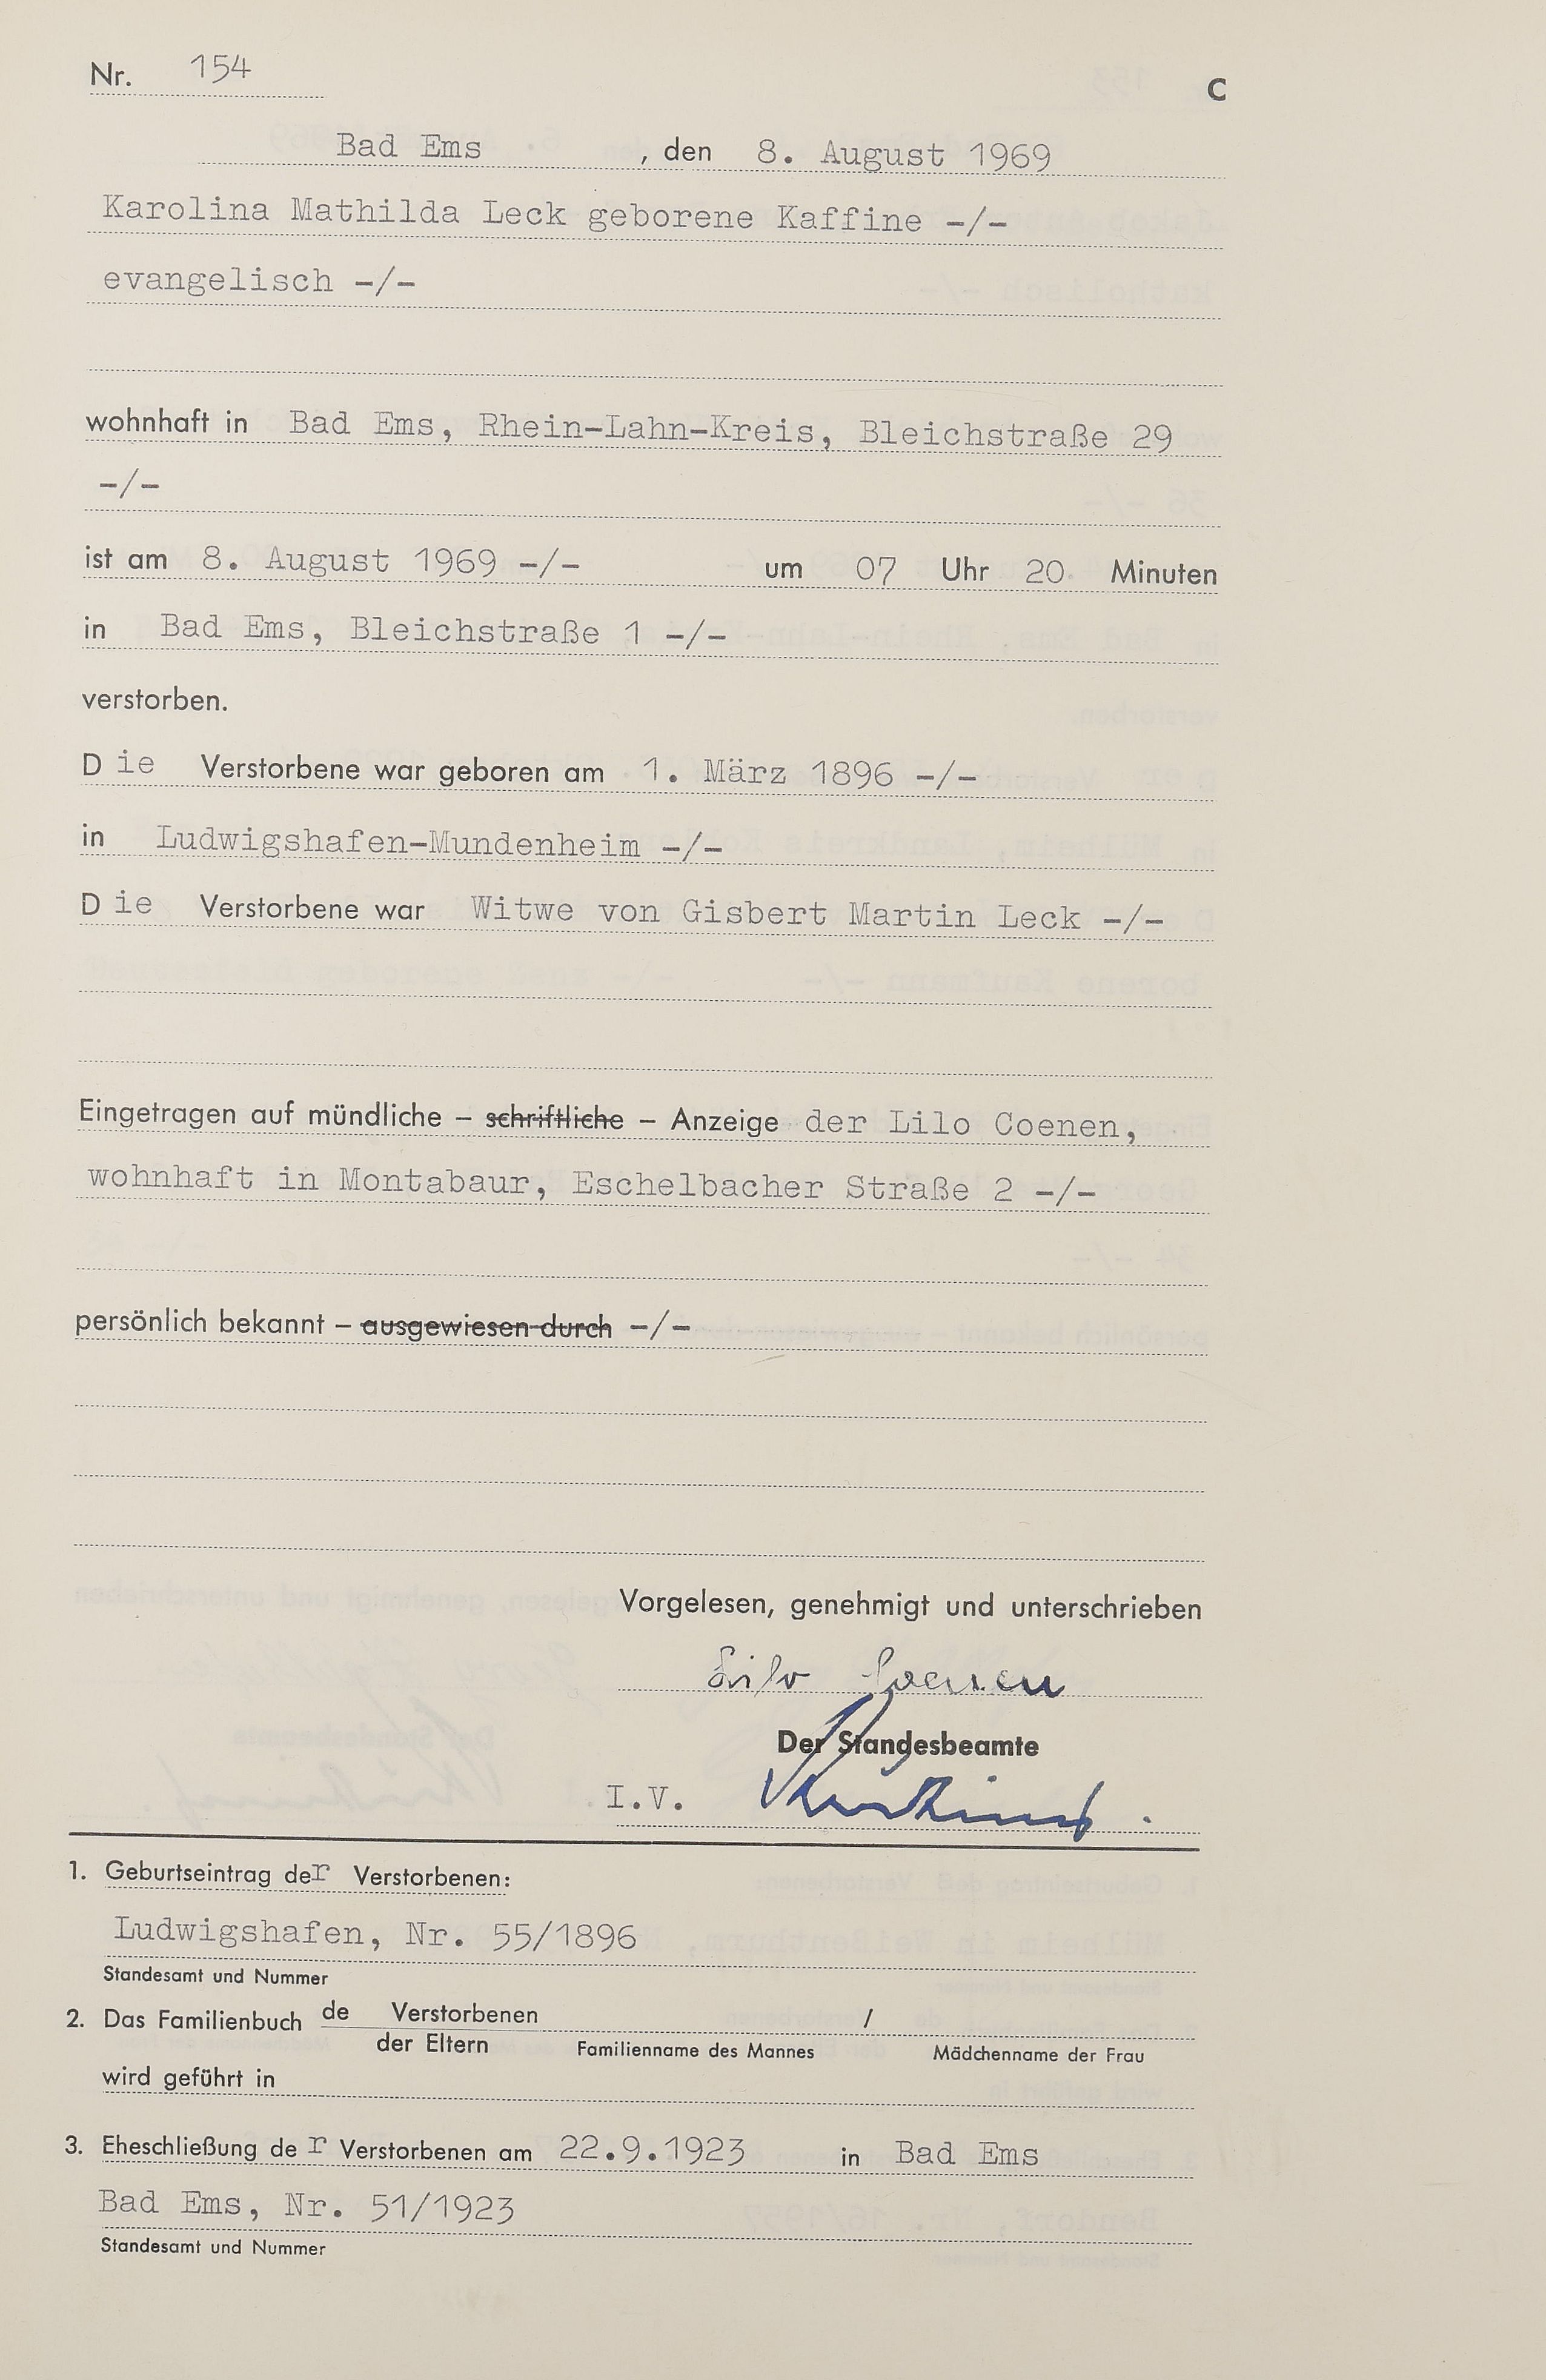 Nr. 154
C
Bad Ems , den 8. August 1969
Karolina Mathilda Leck geborene Kaffine -/-
evangelisch -/-
wohnhaft in Bad Ems, Rhein-Lahn-Kreis, Bleichstraße 29
-/-
ist am 8. August 1969 -/- um 07 Uhr 20 Minuten
in Bad Ems, Bleichstraße 1 -/-
verstorben.
Die Verstorbene war geboren am 1. März 1896 -/-
in Ludwigshafen-Mundenheim -/-
Die Verstorbene war Witwe von Gisbert Martin Leck -/-
Eingetragen auf mündliche – schriftliche – Anzeige der Lilo Coenen,
wohnhaft in Montabaur, Eschelbacher Straße 2 -/-
persönlich bekannt – ausgewiesen durch -/-
Vorgelesen, genehmigt und unterschrieben
Lilo Coenen
Der Standesbeamte
I.V.
1. Geburtseintrag der Verstorbenen:
Ludwigshafen, Nr. 55/1896
Standesamt und Nummer
2. Das Familienbuch de Verstorbenen /
der Eltern Familienname des Mannes Mädchenname der Frau
wird geführt in
3. Eheschließung der Verstorbenen am 22.9.1923 in Bad Ems
Bad Ems, Nr. 51/1923
Standesamt und Nummer